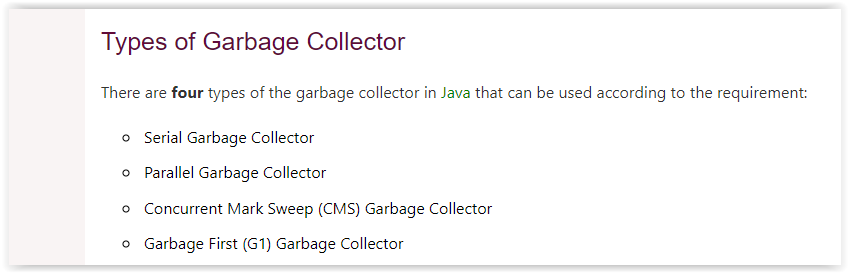 Types of Garbage Collector
There are four types of the garbage collector in Java that can be used according to the requirement:
Serial Garbage Collector
Parallel Garbage Collector
Concurrent Mark Sweep (CMS) Garbage Collector
Garbage First (G1) Garbage Collector